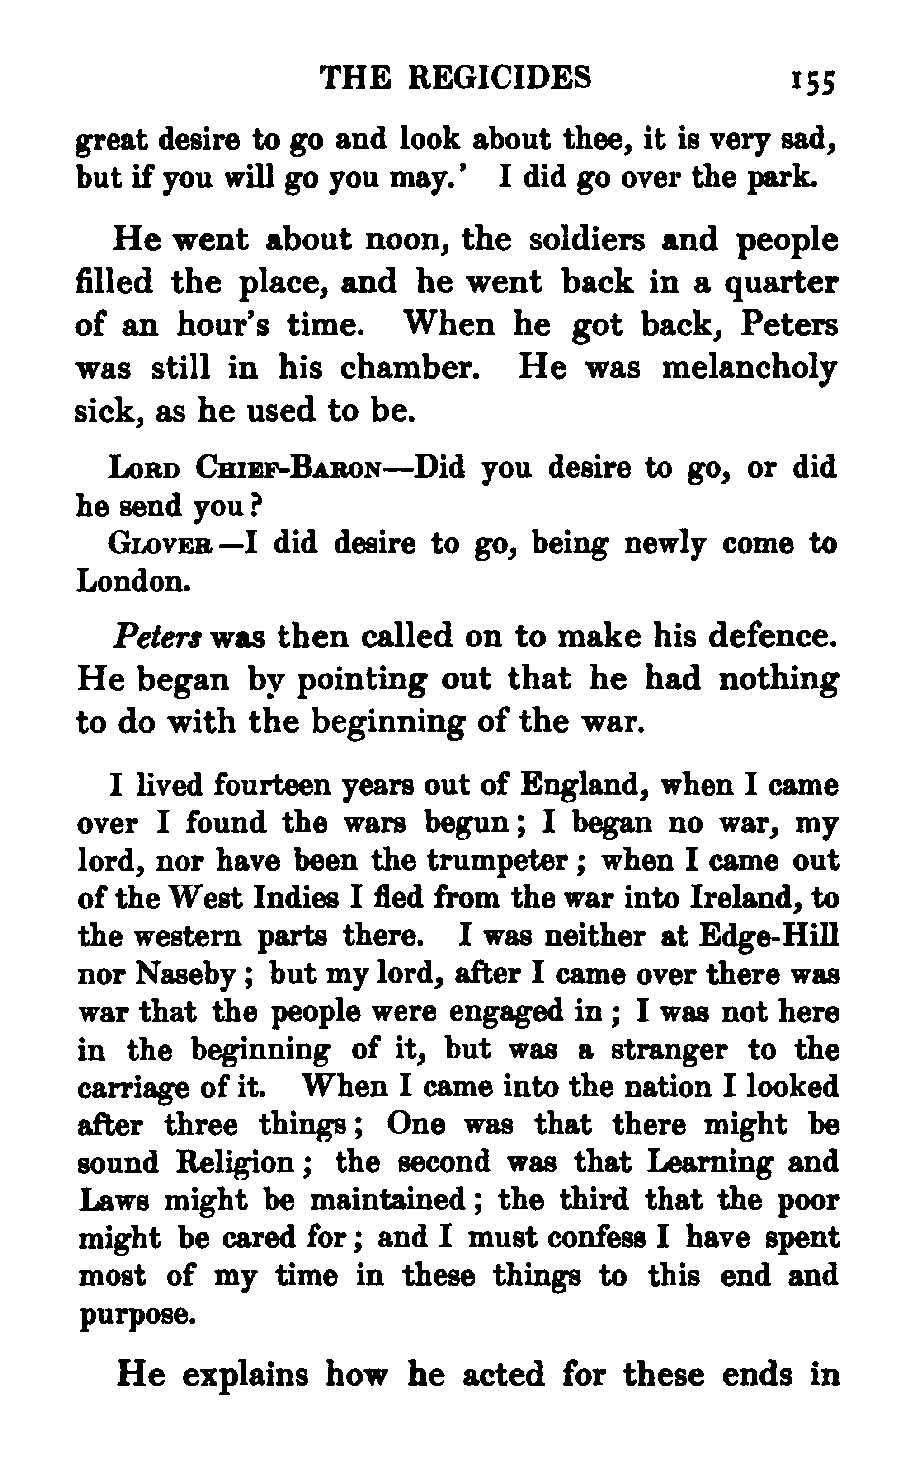 THE REGICIDES 155
great desire to go and look about thee, it is very sad,
but if you will go you may.' I did go over the park.
He went about noon, the soldiers and people
filled the place, and he went back in a quarter
of an hour's time. When he got back, Peters
was still in his chamber. He was melancholy
sick, as he used to be.
LORD CHIEF-BARON—Did you desire to go, or did
he send you?
GLOVER—I did desire to go, being newly come to
London.
Peters was then called on to make his defence.
He began by pointing out that he had nothing
to do with the beginning of the war.
I lived fourteen years out of England, when I came
over I found the wars begun; I began no war, my
lord, nor have been the trumpeter; when I came out
of the West Indies I fled from the war into Ireland, to
the western parts there. I was neither at Edge-Hill
nor Naseby; but my lord, after I came over there was
war that the people were engaged in; I was not here
in the beginning of it, but was a stranger to the
carriage of it. When I came into the nation I looked
after three things; One was that there might be
sound Religion; the second was that Learning and
Laws might be maintained; the third that the poor
might be cared for; and I must confess I have spent
most of my time in these things to this end and
purpose.
He explains how he acted for these ends in